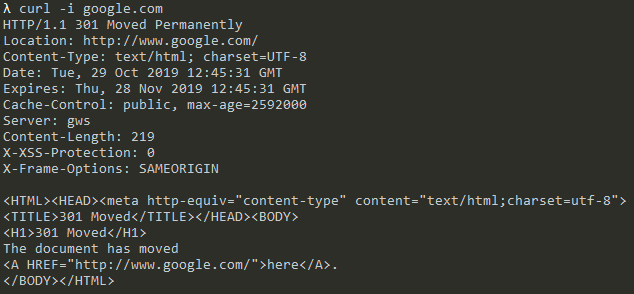 λ curl -i google.com
HTTP/1.1 301 Moved Permanently
Location: http://www.google.com/
Content-Type: text/html; charset=UTF-8
Date: Tue, 29 Oct 2019 12:45:31 GMT
Expires: Thu, 28 Nov 2019 12:45:31 GMT
Cache-Control: public, max-age=2592000
Server: gws
Content-Length: 219
X-XSS-Protection: 0
X-Frame-Options: SAMEORIGIN

<HTML><HEAD><meta http-equiv="content-type" content="text/html;charset=utf-8">
<TITLE>301 Moved</TITLE></HEAD><BODY>
<H1>301 Moved</H1>
The document has moved
<A HREF="http://www.google.com/">here</A>.
</BODY></HTML>